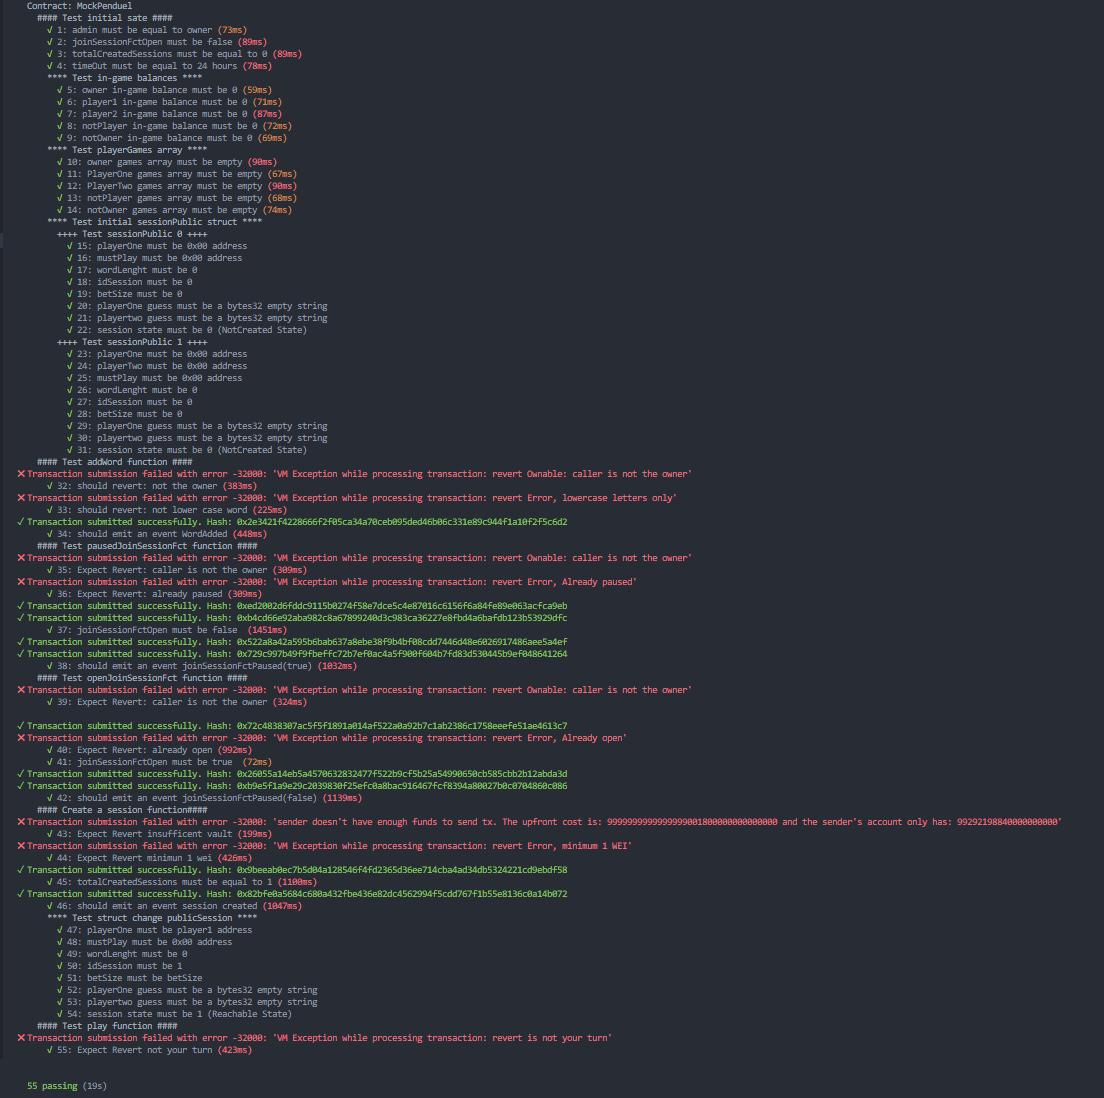 Contract: MockPenduel
#### Test initial sate ####
√ 1: admin must be equal to owner (73ms)
√ 2: joinSessionFctOpen must be false (89ms)
√ 3: totalCreatedSessions must be equal to 0 (89ms)
√ 4: timeOut must be equal to 24 hours (78ms)
**** Test in-game balances ****
√ 5: owner in-game balance must be 0 (59ms)
√ 6: player1 in-game balance must be 0 (71ms)
√ 7: player2 in-game balance must be 0 (87ms)
√ 8: notPlayer in-game balance must be 0 (72ms)
√ 9: notOwner in-game balance must be 0 (69ms)
**** Test playerGames array ****
√ 10: owner games array must be empty (90ms)
√ 11: PlayerOne games array must be empty (67ms)
√ 12: PlayerTwo games array must be empty (90ms)
√ 13: notPlayer games array must be empty (68ms)
√ 14: notOwner games array must be empty (74ms)
**** Test initial sessionPublic struct ****
++++ Test sessionPublic 0 ++++
√ 15: playerOne must be 0x00 address
√ 16: mustPlay must be 0x00 address
√ 17: wordLenght must be 0
√ 18: idSession must be 0
√ 19: betSize must be 0
√ 20: playerOne guess must be a bytes32 empty string
√ 21: playertwo guess must be a bytes32 empty string
√ 22: session state must be 0 (NotCreated State)
++++ Test sessionPublic 1 ++++
√ 23: playerOne must be 0x00 address
√ 24: playerTwo must be 0x00 address
√ 25: mustPlay must be 0x00 address
√ 26: wordLenght must be 0
√ 27: idSession must be 0
√ 28: betSize must be 0
√ 29: playerOne guess must be a bytes32 empty string
√ 30: playertwo guess must be a bytes32 empty string
√ 31: session state must be 0 (NotCreated State)
#### Test addWord function ####
❌Transaction submission failed with error -32000: 'VM Exception while processing transaction: revert Ownable: caller is not the owner'
√ 32: should revert: not the owner (383ms)
❌Transaction submission failed with error -32000: 'VM Exception while processing transaction: revert Error, lowercase letters only'
√ 33: should revert: not lower case word (225ms)
✓ Transaction submitted successfully. Hash: 0x2e3421f4228666f2f05ca34a70ceb095ded46b06c331e89c944f1a10f2f5c6d2
√ 34: should emit an event WordAdded (448ms)
#### Test pausedJoinSessionFct function ####
❌Transaction submission failed with error -32000: 'VM Exception while processing transaction: revert Ownable: caller is not the owner'
√ 35: Expect Revert: caller is not the owner (309ms)
❌Transaction submission failed with error -32000: 'VM Exception while processing transaction: revert Error, Already paused'
√ 36: Expect Revert: already paused (309ms)
✓ Transaction submitted successfully. Hash: 0xed2002d6fddc9115b0274f58e7dce5c4e87016c6156f6a84fe89e063acfca9eb
✓ Transaction submitted successfully. Hash: 0xb4cd66e92aba982c8a67899240d3c983ca36227e8fbd4a6bafdb123b53929dfc
√ 37: joinSessionFctOpen must be false (1451ms)
✓ Transaction submitted successfully. Hash: 0x522a8a42a595b6bab637a8ebe38f9b4bf08cdd7446d48e6026917486aee5a4ef
✓ Transaction submitted successfully. Hash: 0x729c997b49f9fbeffc72b7ef0ac4a5f900f604b7fd83d530445b9ef048641264
√ 38: should emit an event joinSessionFctPaused(true) (1032ms)
#### Test openJoinSessionFct function ####
❌Transaction submission failed with error -32000: 'VM Exception while processing transaction: revert Ownable: caller is not the owner'
√ 39: Expect Revert: caller is not the owner (324ms)
✓ Transaction submitted successfully. Hash: 0x72c4838307ac5f5f1891a014af522a0a92b7c1ab2386c1758eeefe51ae4613c7
❌Transaction submission failed with error -32000: 'VM Exception while processing transaction: revert Error, Already open'
√ 40: Expect Revert: already open (992ms)
√ 41: joinSessionFctOpen must be true (72ms)
✓ Transaction submitted successfully. Hash: 0x26055a14eb5a4570632832477f522b9cf5b25a54990650cb585cbb2b12abda3d
✓ Transaction submitted successfully. Hash: 0xb9e5f1a9e29c2039830f25efc0a8bac916467fcf8394a80027b0c0704860c086
√ 42: should emit an event joinSessionFctPaused(false) (1139ms)
#### Create a session function####
❌Transaction submission failed with error -32000: 'sender doesn't have enough funds to send tx. The upfront cost is: 99999999999999999001800000000000000 and the sender's account only has: 99292198840000000000'
√ 43: Expect Revert insufficent vault (199ms)
❌Transaction submission failed with error -32000: 'VM Exception while processing transaction: revert Error, minimum 1 WEI'
√ 44: Expect Revert minimun 1 wei (426ms)
✓ Transaction submitted successfully. Hash: 0x9beeab0ec7b5d04a128546f4fd2365d36ee714cba4ad34db5324221cd9ebdf58
√ 45: totalCreatedSessions must be equal to 1 (1100ms)
✓ Transaction submitted successfully. Hash: 0x82bfe0a5684c680a432fbe436e82dc4562994f5cdd767f1b55e8136c0a14b072
√ 46: should emit an event session created (1047ms)
**** Test struct change publicSession ****
√ 47: playerOne must be player1 address
√ 48: mustPlay must be 0x00 address
√ 49: wordLenght must be 0
√ 50: idSession must be 1
√ 51: betSize must be betSize
√ 52: playerOne guess must be a bytes32 empty string
√ 53: playertwo guess must be a bytes32 empty string
√ 54: session state must be 1 (Reachable State)
#### Test play function ####
❌Transaction submission failed with error -32000: 'VM Exception while processing transaction: revert is not your turn'
√ 55: Expect Revert not your turn (423ms)
55 passing (19s)